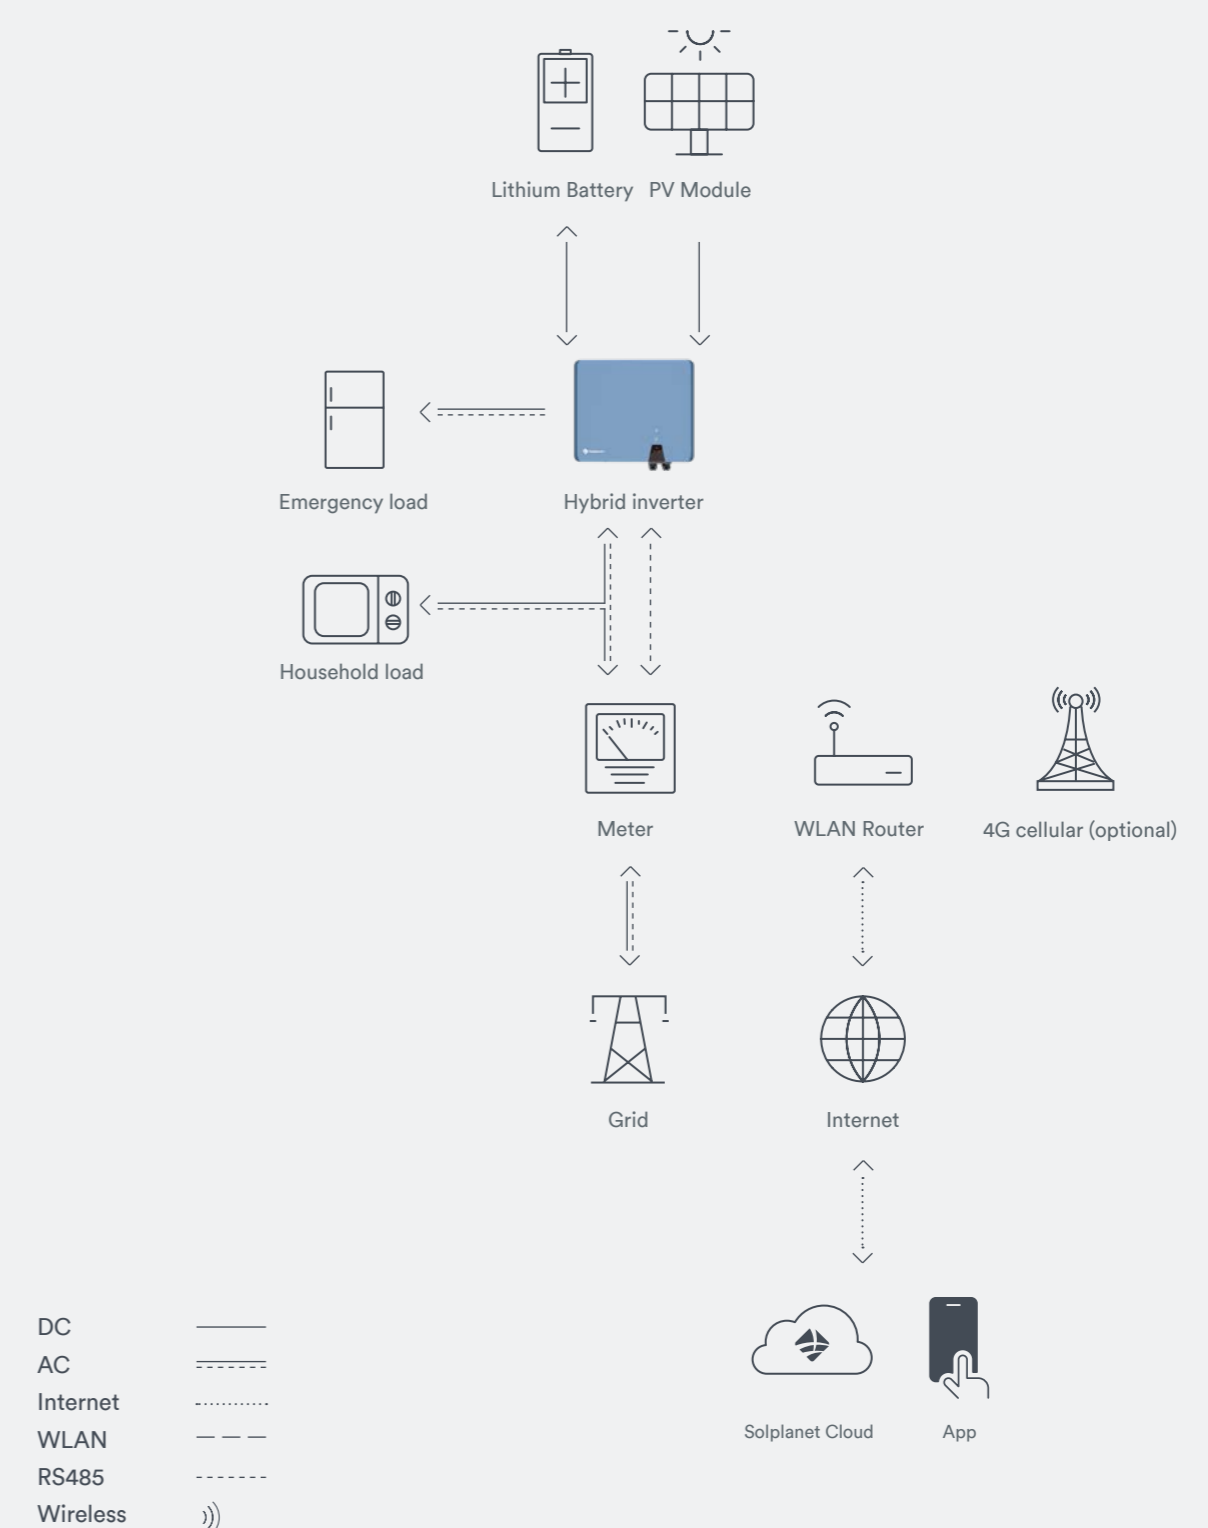 Lithium Battery PV Module
Emergency load
Hybrid inverter
Household load
Meter
WLAN Router
4G cellular (optional)
Grid
Internet
Solplanet Cloud
App
DC
AC
Internet
WLAN
RS485
Wireless